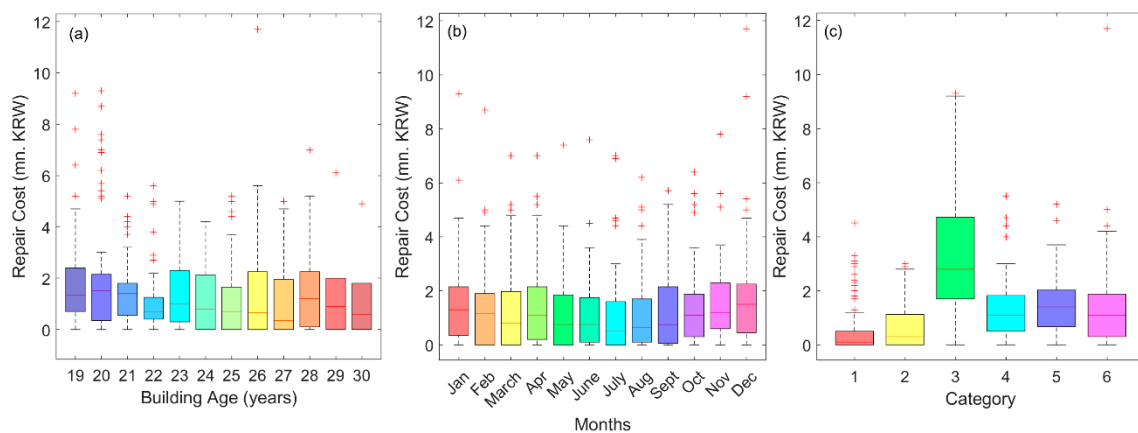 (a)
Repair Cost (mn. KRW)
12
10
8
6
4
2
0
19 20 21 22 23 24 25 26 27 28 29 30
Building Age (years)
(b)
Repair Cost (mn. KRW)
12
10
8
6
4
2
0
Jan Feb March Apr May June July Aug Sept Oct Nov Dec
Months
(c)
Repair Cost (mn. KRW)
12
10
8
6
4
2
0
1 2 3 4 5 6
Category